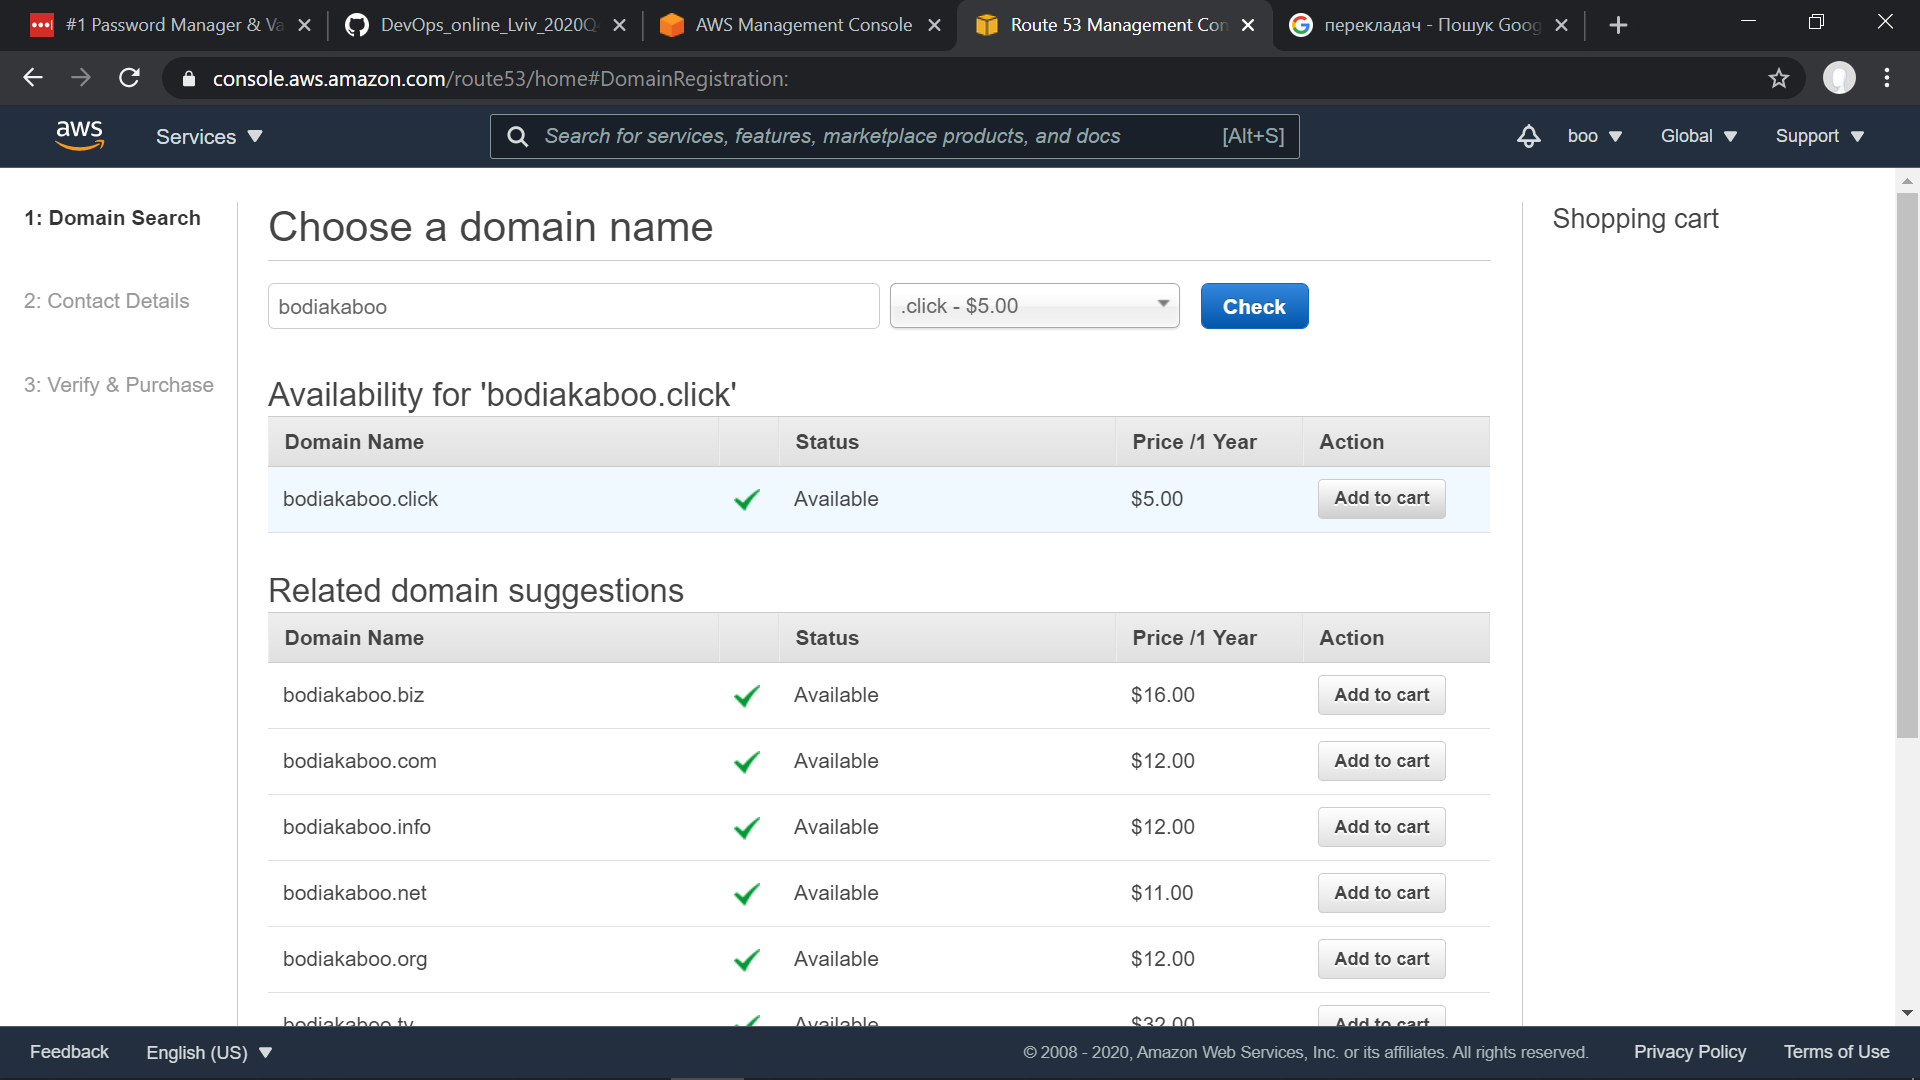 #1 Password Manager & Va
DevOps_online_Lviv_2020Q
AWS Management Console
Route 53 Management Con
перекладач - Пошук Goog
console.aws.amazon.com/route53/home#DomainRegistration:
aws
Services
Search for services, features, marketplace products, and docs [Alt+S]
boo
Global
Support
1: Domain Search
2: Contact Details
3: Verify & Purchase
Choose a domain name
bodiakaboo
.click - $5.00
Check
Availability for 'bodiakaboo.click'
Domain Name Status Price /1 Year Action
bodiakaboo.click Available $5.00 Add to cart
Related domain suggestions
Domain Name Status Price /1 Year Action
bodiakaboo.biz Available $16.00 Add to cart
bodiakaboo.com Available $12.00 Add to cart
bodiakaboo.info Available $12.00 Add to cart
bodiakaboo.net Available $11.00 Add to cart
bodiakaboo.org Available $12.00 Add to cart
bodiakaboo.tv Available $32.00 Add to cart
Shopping cart
Feedback
English (US)
© 2008 - 2020, Amazon Web Services, Inc. or its affiliates. All rights reserved.
Privacy Policy
Terms of Use